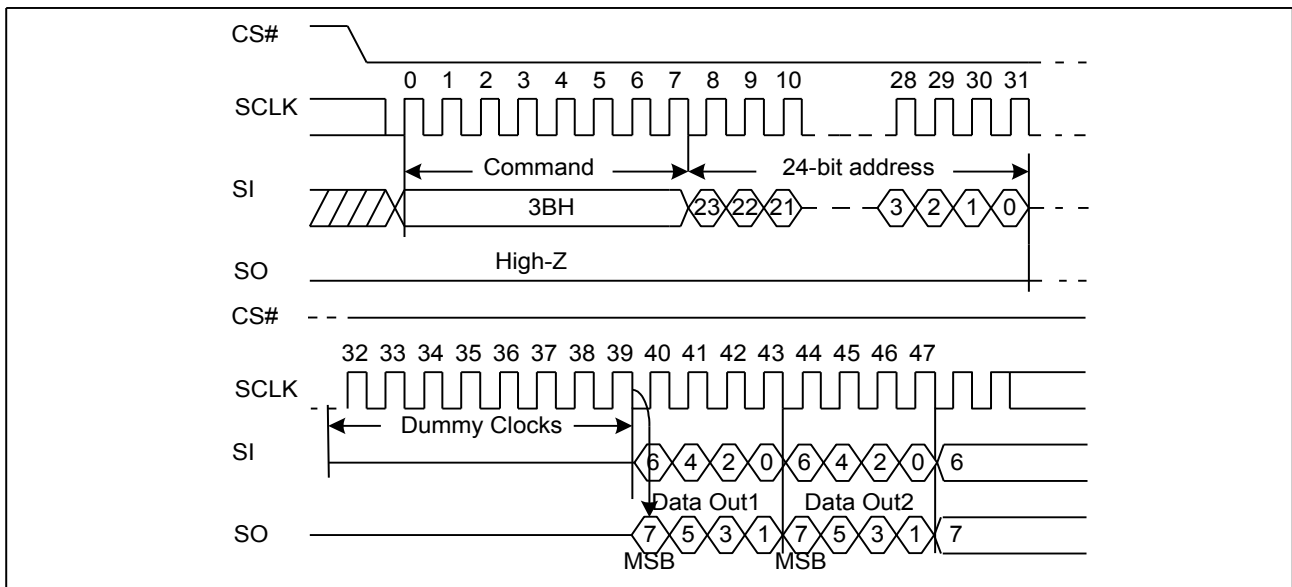 CS#
0 1 2 3 4 5 6 7 8 9 10 28 29 30 31
SCLK
Command 24-bit address
SI
3BH 23 22 21 3 2 1 0
High-Z
SO
CS#
32 33 34 35 36 37 38 39 40 41 42 43 44 45 46 47
SCLK
Dummy Clocks
SI
6 4 2 0 6 4 2 0 6
Data Out1 Data Out2
SO
7 5 3 1 7 5 3 1 7
MSB MSB